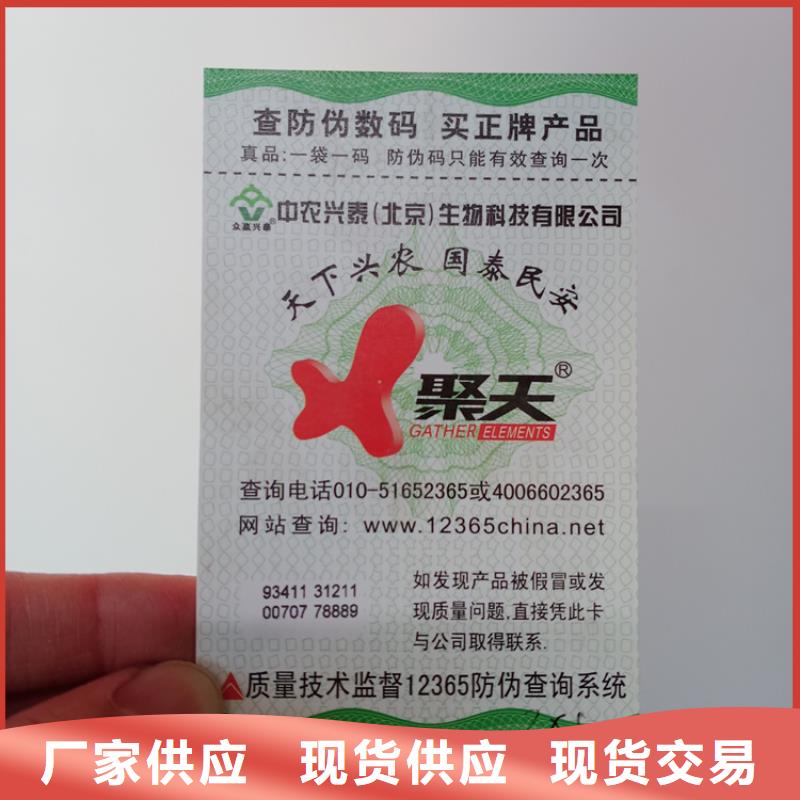 查防伪数码 买正牌产品
真品:一袋一码 防伪码只能有效查询一次
众赢兴泰®
中农兴泰(北京)生物科技有限公司
天下兴农 国泰民安
聚天®
GATHER ELEMENTS
查询电话010-51652365或4006602365
网站查询: www.12365china.net
93411 31211
00707 78889
如发现产品被假冒或发
现质量问题,直接凭此卡
与公司取得联系.
质量技术监督12365防伪查询系统
厂家供应 现货供应 现货交易